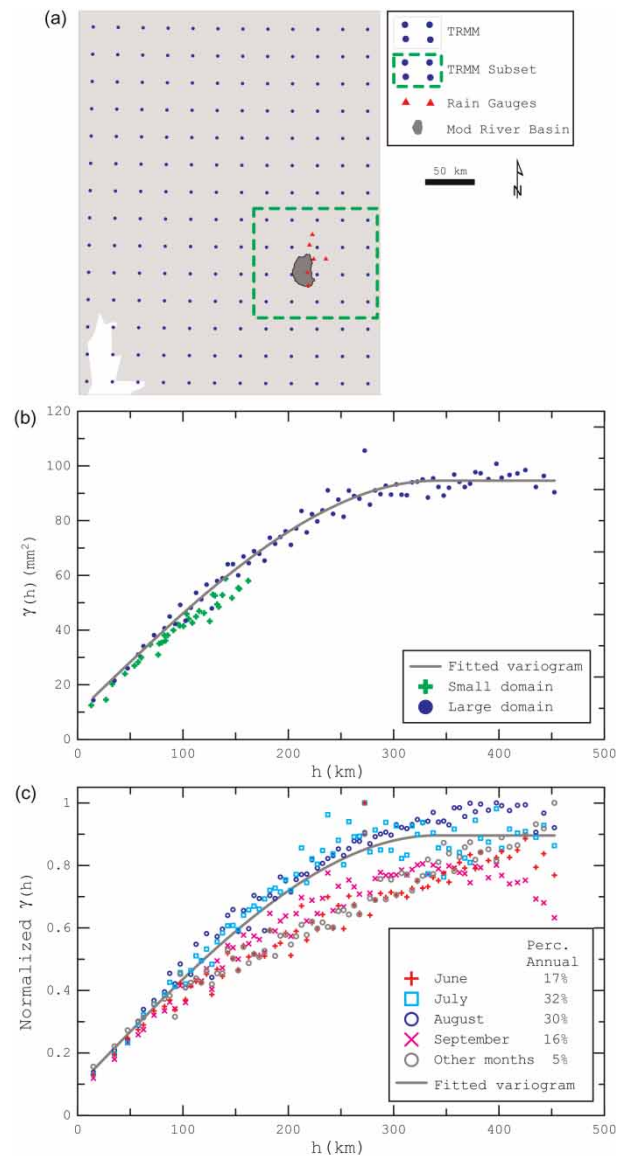 (a)
TRMM
TRMM Subset
Rain Gauges
Mod River Basin
50 km
N
(b)
120
100
80
60
40
20
0
γ(h)(mm²)
Fitted variogram
Small domain
Large domain
0 100 200 300 400 500
h(km)
(c)
1
0.8
0.6
0.4
0.2
0
Normalized γ(h)
Perc.
Annual
June 17%
July 32%
August 30%
September 16%
Other months 5%
Fitted variogram
0 100 200 300 400 500
h(km)